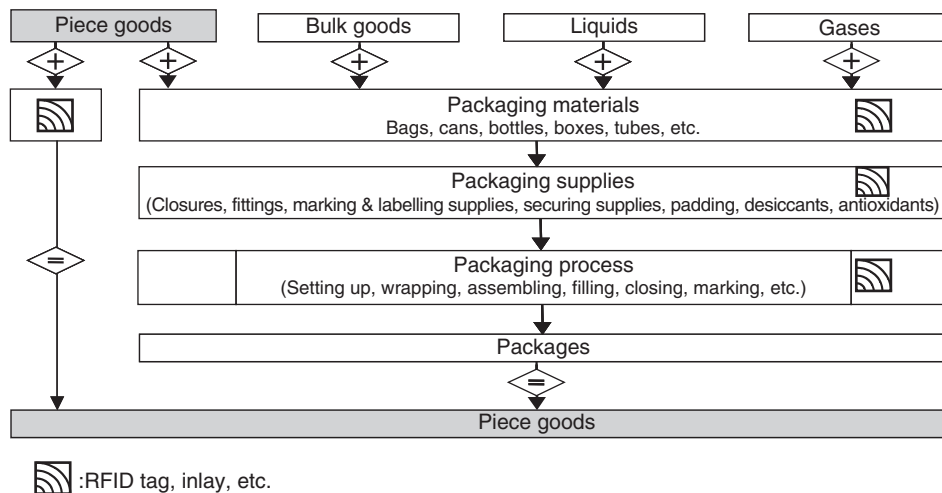 Piece goods
Bulk goods
Liquids
Gases
+
+
+
+
+
Packaging materials
Bags, cans, bottles, boxes, tubes, etc.
Packaging supplies
(Closures, fittings, marking & labelling supplies, securing supplies, padding, desiccants, antioxidants)
=
Packaging process
(Setting up, wrapping, assembling, filling, closing, marking, etc.)
Packages
=
Piece goods
:RFID tag, inlay, etc.